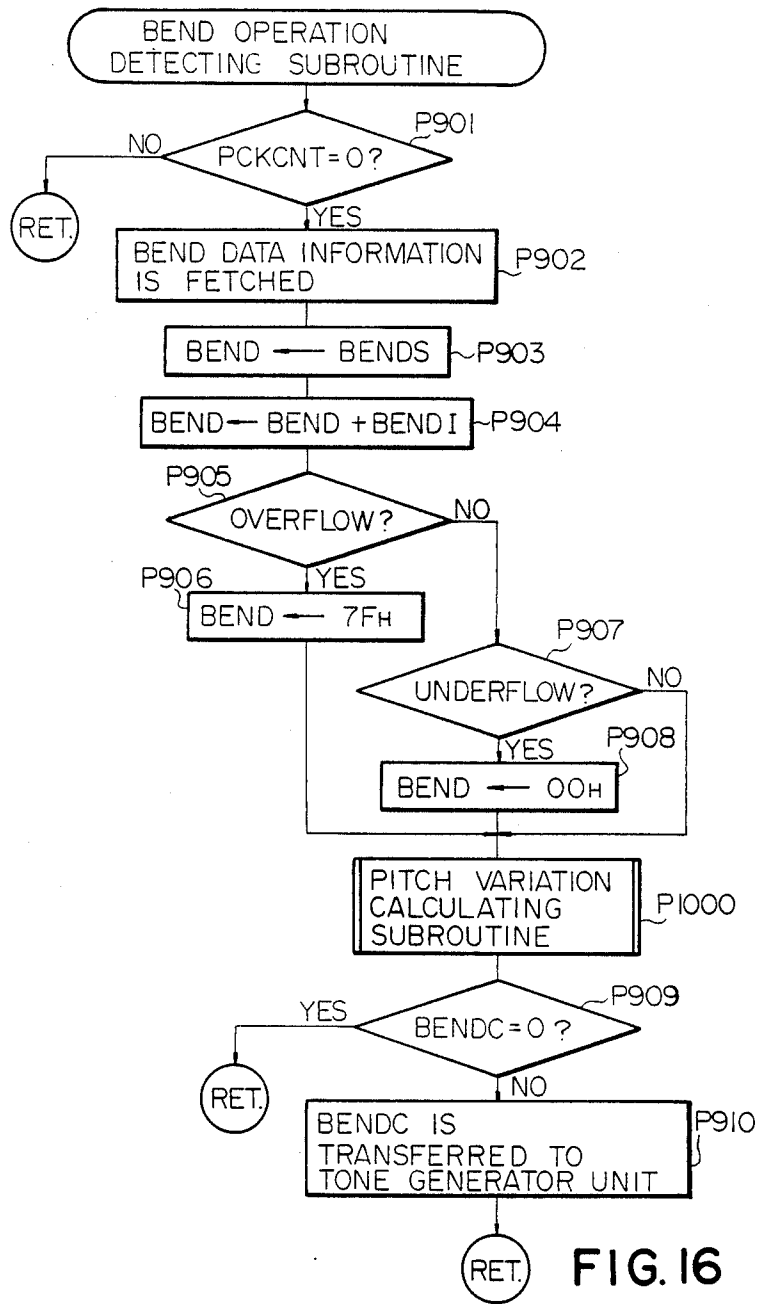 BEND OPERATION
DETECTING SUBROUTINE
P901
NO
PCKCNT=0?
RET.
YES
BEND DATA INFORMATION
IS FETCHED
P902
BEND ← BENDS
P903
BEND ← BEND + BENDI
P904
P905
OVERFLOW?
NO
YES
P906
BEND ← 7FH
P907
UNDERFLOW?
NO
YES
P908
BEND ← 00H
PITCH VARIATION
CALCULATING
SUBROUTINE
P1000
P909
YES
BENDC=0?
RET.
NO
BENDC IS
TRANSFERRED TO
TONE GENERATOR UNIT
P910
RET.
FIG. 16